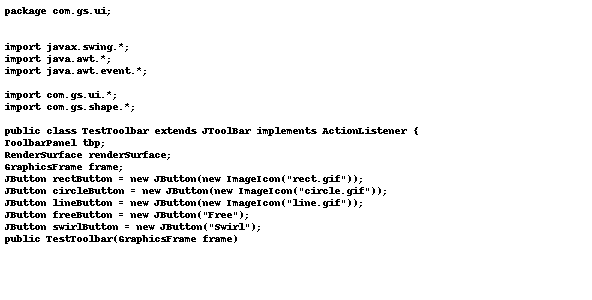 package com.gs.ui;
import javax.swing.*;
import java.awt.*;
import java.awt.event.*;
import com.gs.ui.*;
import com.gs.shape.*;
public class TestToolbar extends JToolBar implements ActionListener {
ToolbarPanel tbp;
RenderSurface renderSurface;
GraphicsFrame frame;
JButton rectButton = new JButton(new ImageIcon("rect.gif"));
JButton circleButton = new JButton(new ImageIcon("circle.gif"));
JButton lineButton = new JButton(new ImageIcon("line.gif"));
JButton freeButton = new JButton("Free");
JButton swirlButton = new JButton("Swirl");
public TestToolbar(GraphicsFrame frame)